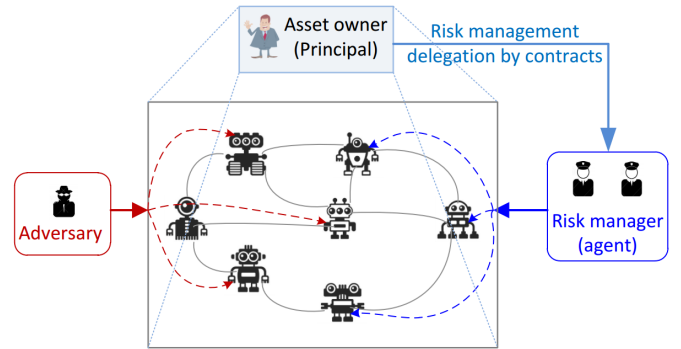 Asset owner
(Principal)
Risk management
delegation by contracts
Adversary
Risk manager
(agent)